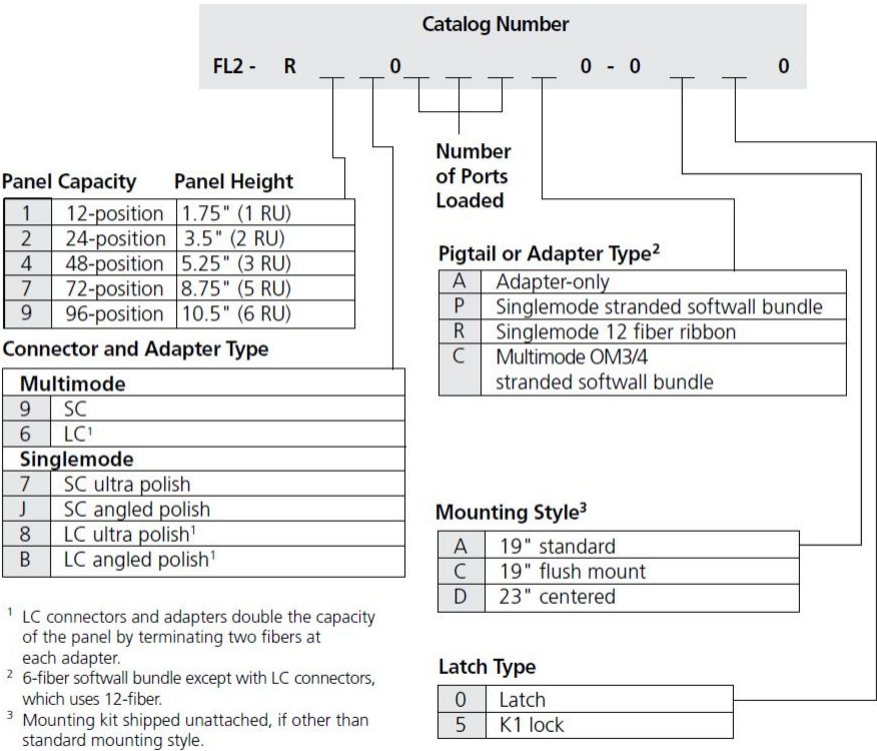 Catalog Number
FL2 - R __ __ 0 __ __ __ __ 0 - 0 __ __ 0
Number
of Ports
Loaded
Panel Capacity Panel Height
1 12-position 1.75" (1 RU)
2 24-position 3.5" (2 RU)
4 48-position 5.25" (3 RU)
7 72-position 8.75" (5 RU)
9 96-position 10.5" (6 RU)
Connector and Adapter Type
Multimode
9 SC
6 LC¹
Singlemode
7 SC ultra polish
J SC angled polish
8 LC ultra polish¹
B LC angled polish¹
¹ LC connectors and adapters double the capacity
of the panel by terminating two fibers at
each adapter.
² 6-fiber softwall bundle except with LC connectors,
which uses 12-fiber.
³ Mounting kit shipped unattached, if other than
standard mounting style.
Pigtail or Adapter Type²
A Adapter-only
P Singlemode stranded softwall bundle
R Singlemode 12 fiber ribbon
C Multimode OM3/4
stranded softwall bundle
Mounting Style³
A 19" standard
C 19" flush mount
D 23" centered
Latch Type
0 Latch
5 K1 lock